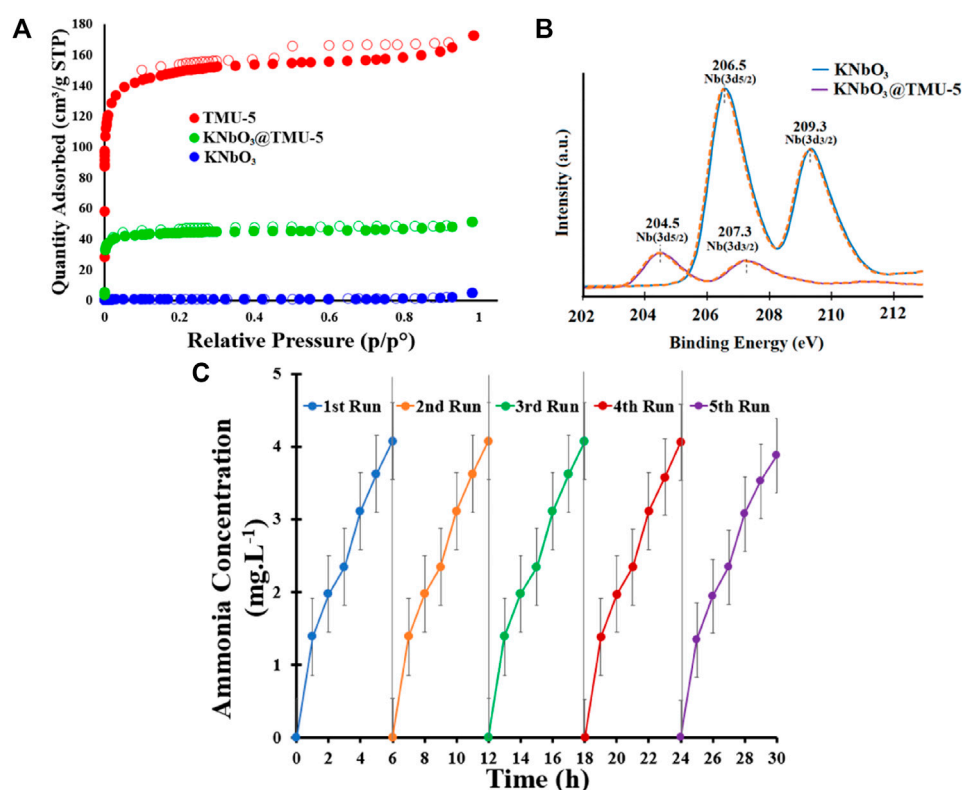 A
Quantity Adsorbed (cm³/g STP)
180
160
140
120
100
80
60
40
20
0
TMU-5
KNbO₃@TMU-5
KNbO₃
0
0.2
0.4
0.6
0.8
1
Relative Pressure (p/p°)
B
Intensity (a.u.)
206.5
Nb(3d5/2)
KNbO₃
KNbO₃@TMU-5
209.3
Nb(3d3/2)
204.5
Nb(3d5/2)
207.3
Nb(3d3/2)
202
204
206
208
210
212
Binding Energy (eV)
C
Ammonia Concentration
(mg.L⁻¹)
5
4
3
2
1
0
1st Run
2nd Run
3rd Run
4th Run
5th Run
0
2
4
6
8
10
12
14
16
18
20
22
24
26
28
30
Time (h)